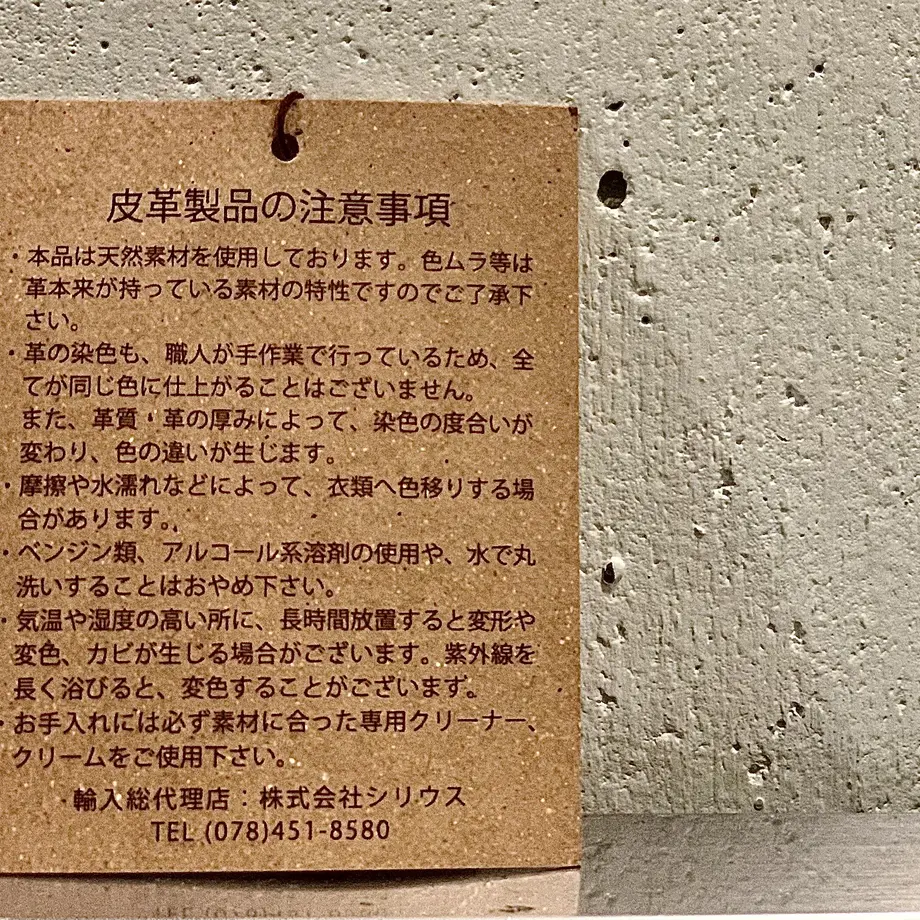 皮革製品の注意事項
・本品は天然素材を使用しております。色ムラ等は
革本来が持っている素材の特性ですのでご了承下
さい。
・革の染色も、職人が手作業で行っているため、全
てが同じ色に仕上がることはございません。
また、革質・革の厚みによって、染色の度合いが
変わり、色の違いが生じます。
・摩擦や水濡れなどによって、衣類へ色移りする場
合があります。
・ベンジン類、アルコール系溶剤の使用や、水で丸
洗いすることはおやめ下さい。
・気温や湿度の高い所に、長時間放置すると変形や
変色、カビが生じる場合がございます。紫外線を
長く浴びると、変色することがございます。
・お手入れには必ず素材に合った専用クリーナー、
クリームをご使用下さい。
輸入総代理店：株式会社シリウス
TEL (078)451-8580